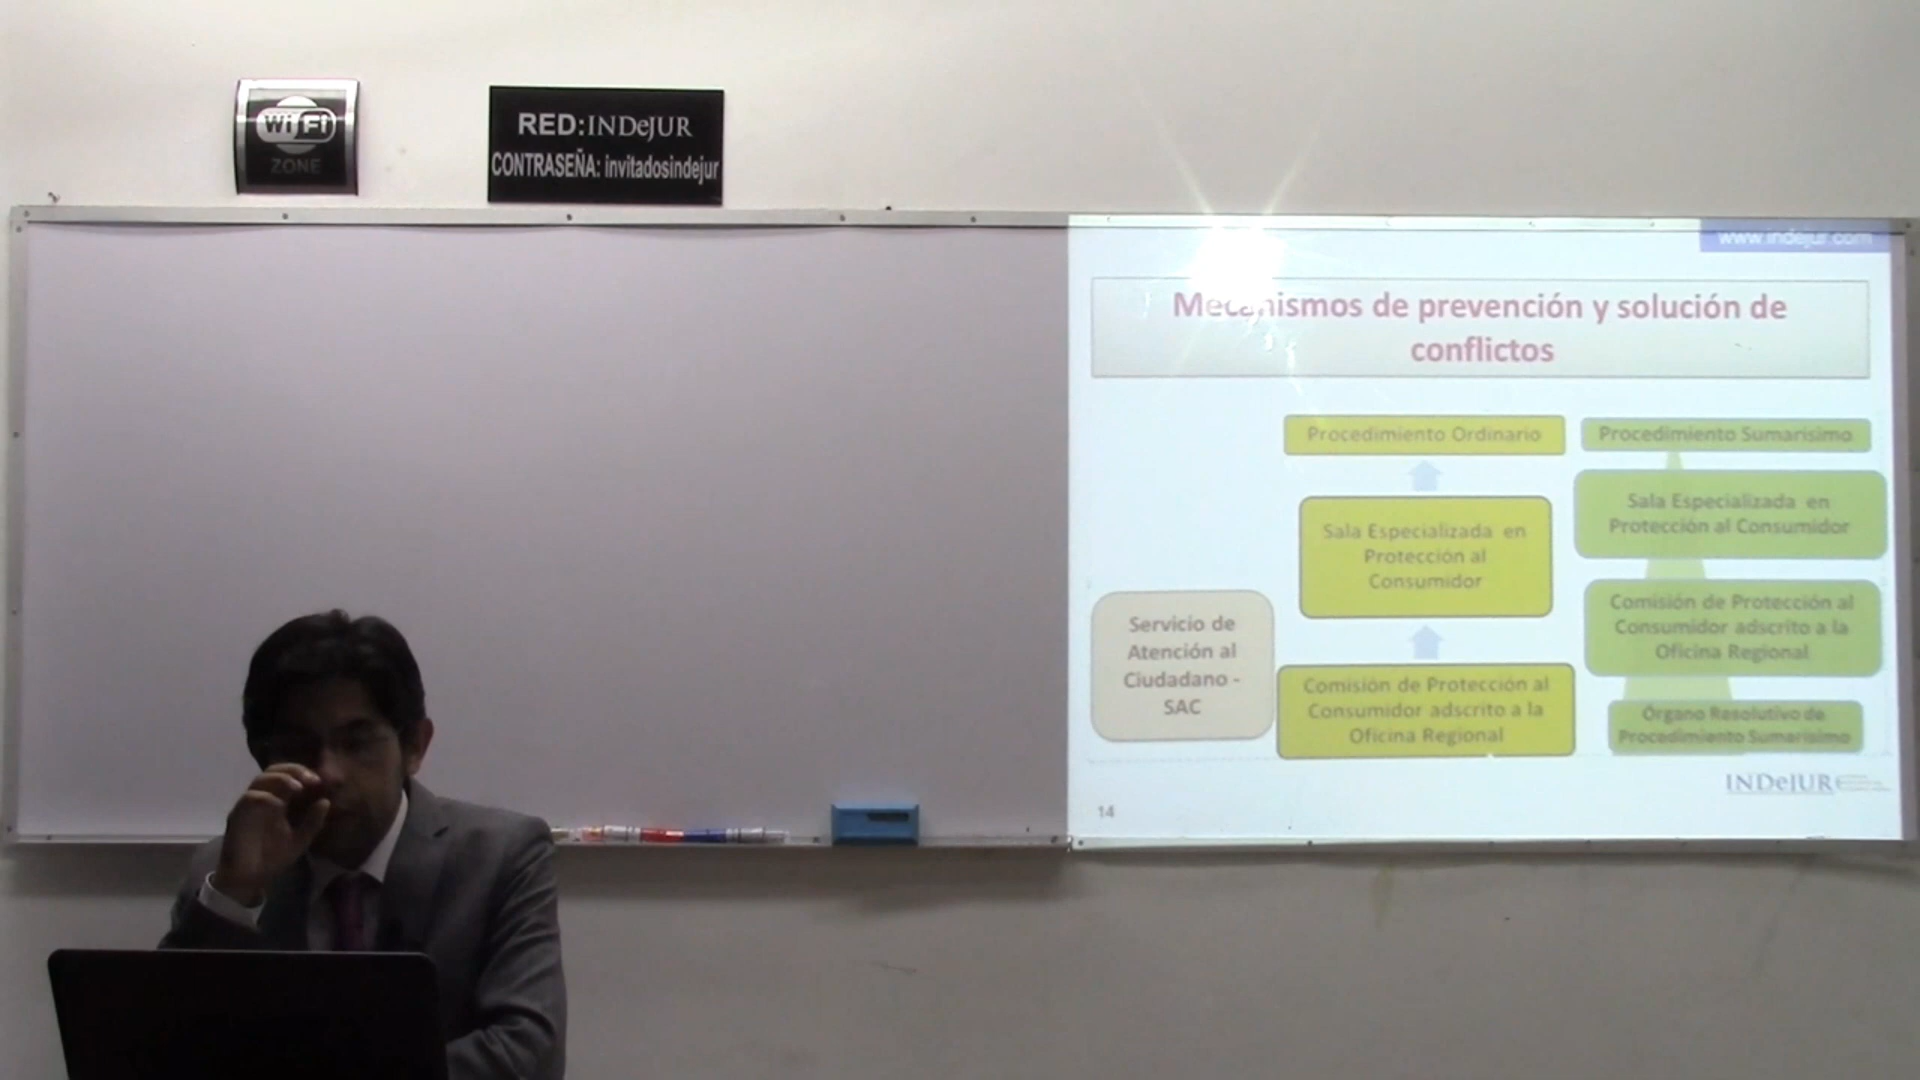 WiFi
ZONE
RED:INDeJUR
CONTRASEÑA: invitadosindejur
www.indejur.com
Mecanismos de prevención y solución de
conflictos
Procedimiento Ordinario
Sala Especializada en
Protección al
Consumidor
Comisión de Protección al
Consumidor adscrito a la
Oficina Regional
Procedimiento Sumarisimo
Sala Especializada en
Protección al Consumidor
Comisión de Protección al
Consumidor adscrito a la
Oficina Regional
Órgano Resolutivo de
Procedimiento Sumarisimo
Servicio de
Atención al
Ciudadano -
SAC
INDeJUR
14